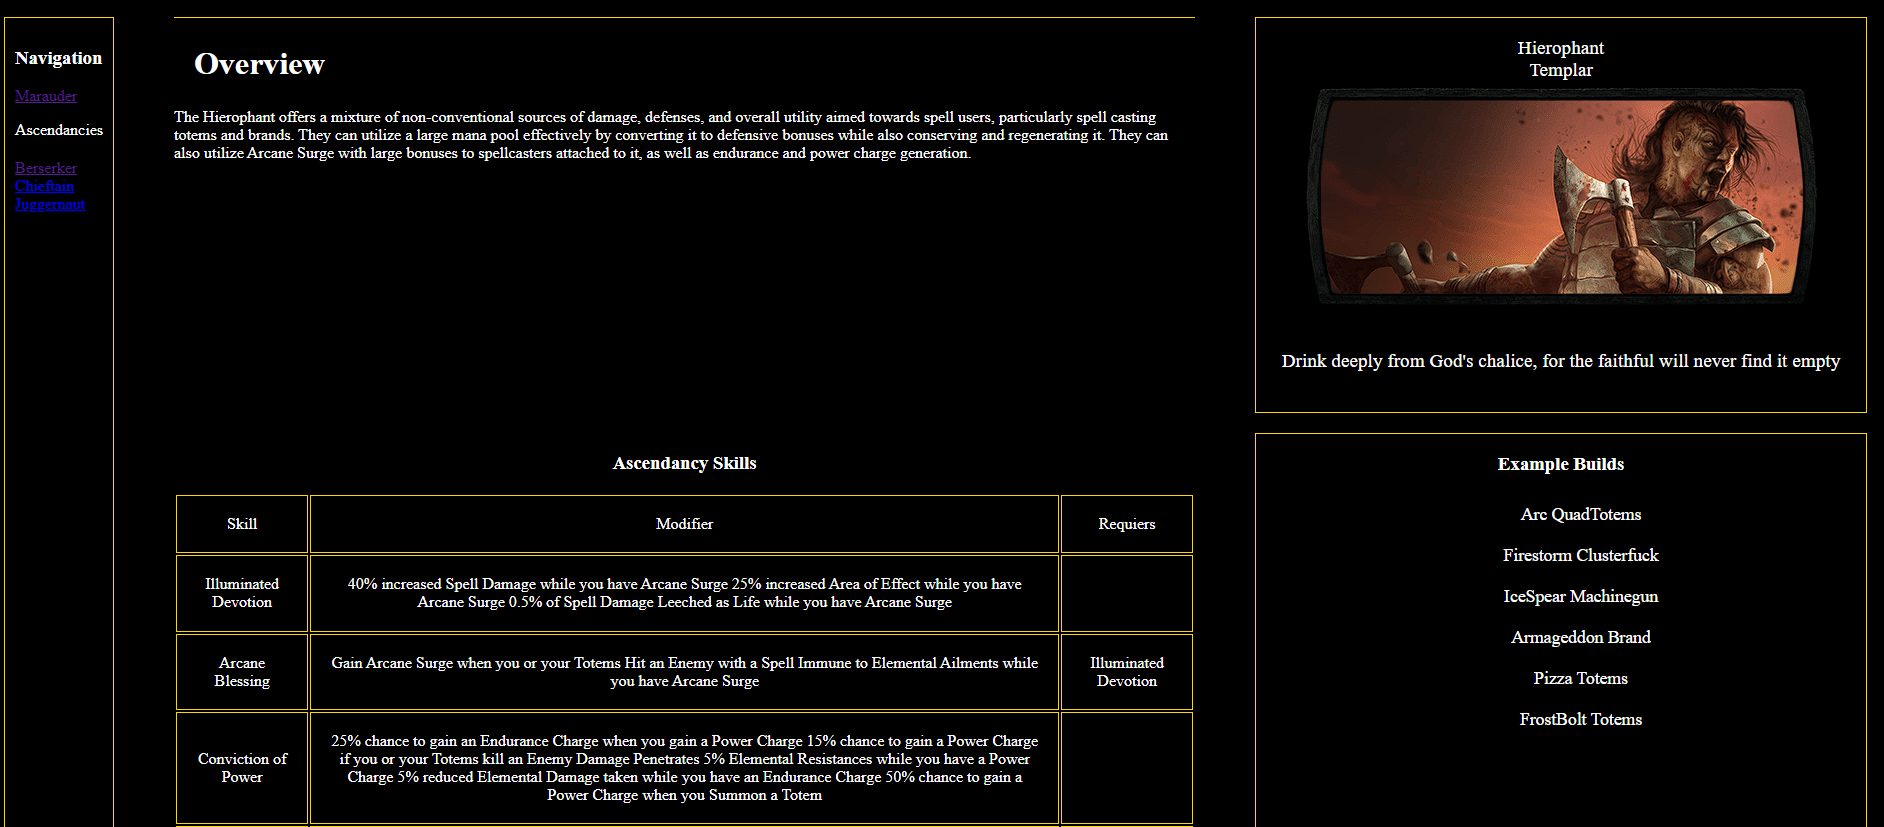 Navigation
Marauder
Ascendancies
Berserker
Chieftain
Juggernaut
Overview
The Hierophant offers a mixture of non-conventional sources of damage, defenses, and overall utility aimed towards spell users, particularly spell casting
totems and brands. They can utilize a large mana pool effectively by converting it to defensive bonuses while also conserving and regenerating it. They can
also utilize Arcane Surge with large bonuses to spellcasters attached to it, as well as endurance and power charge generation.
Ascendancy Skills
Skill
Modifier
Requiers
Illuminated
Devotion
40% increased Spell Damage while you have Arcane Surge 25% increased Area of Effect while you have
Arcane Surge 0.5% of Spell Damage Leeched as Life while you have Arcane Surge
Arcane
Blessing
Gain Arcane Surge when you or your Totems Hit an Enemy with a Spell Immune to Elemental Ailments while
you have Arcane Surge
Illuminated
Devotion
Conviction of
Power
25% chance to gain an Endurance Charge when you gain a Power Charge 15% chance to gain a Power Charge
if you or your Totems kill an Enemy Damage Penetrates 5% Elemental Resistances while you have a Power
Charge 5% reduced Elemental Damage taken while you have an Endurance Charge 50% chance to gain a
Power Charge when you Summon a Totem
Hierophant
Templar
Drink deeply from God's chalice, for the faithful will never find it empty
Example Builds
Arc QuadTotems
Firestorm Clusterfuck
IceSpear Machinegun
Armageddon Brand
Pizza Totems
FrostBolt Totems